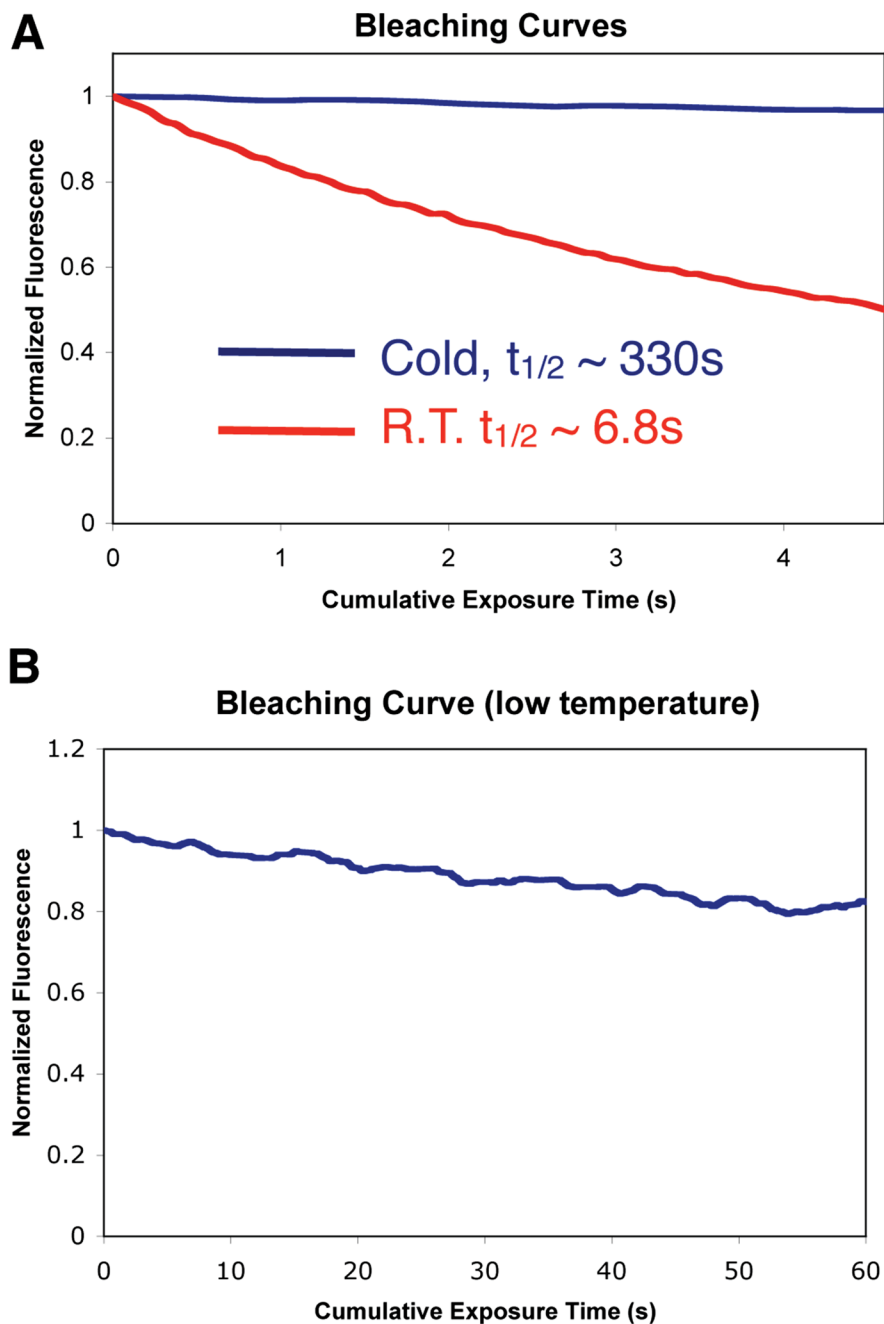 A
Bleaching Curves
1
0.8
0.6
0.4
0.2
0
Normalized Fluorescence
Cold, t1/2 ~ 330s
R.T. t1/2 ~ 6.8s
0 1 2 3 4
Cumulative Exposure Time (s)
B
Bleaching Curve (low temperature)
1.2
1
0.8
0.6
0.4
0.2
0
Normalized Fluorescence
0 10 20 30 40 50 60
Cumulative Exposure Time (s)